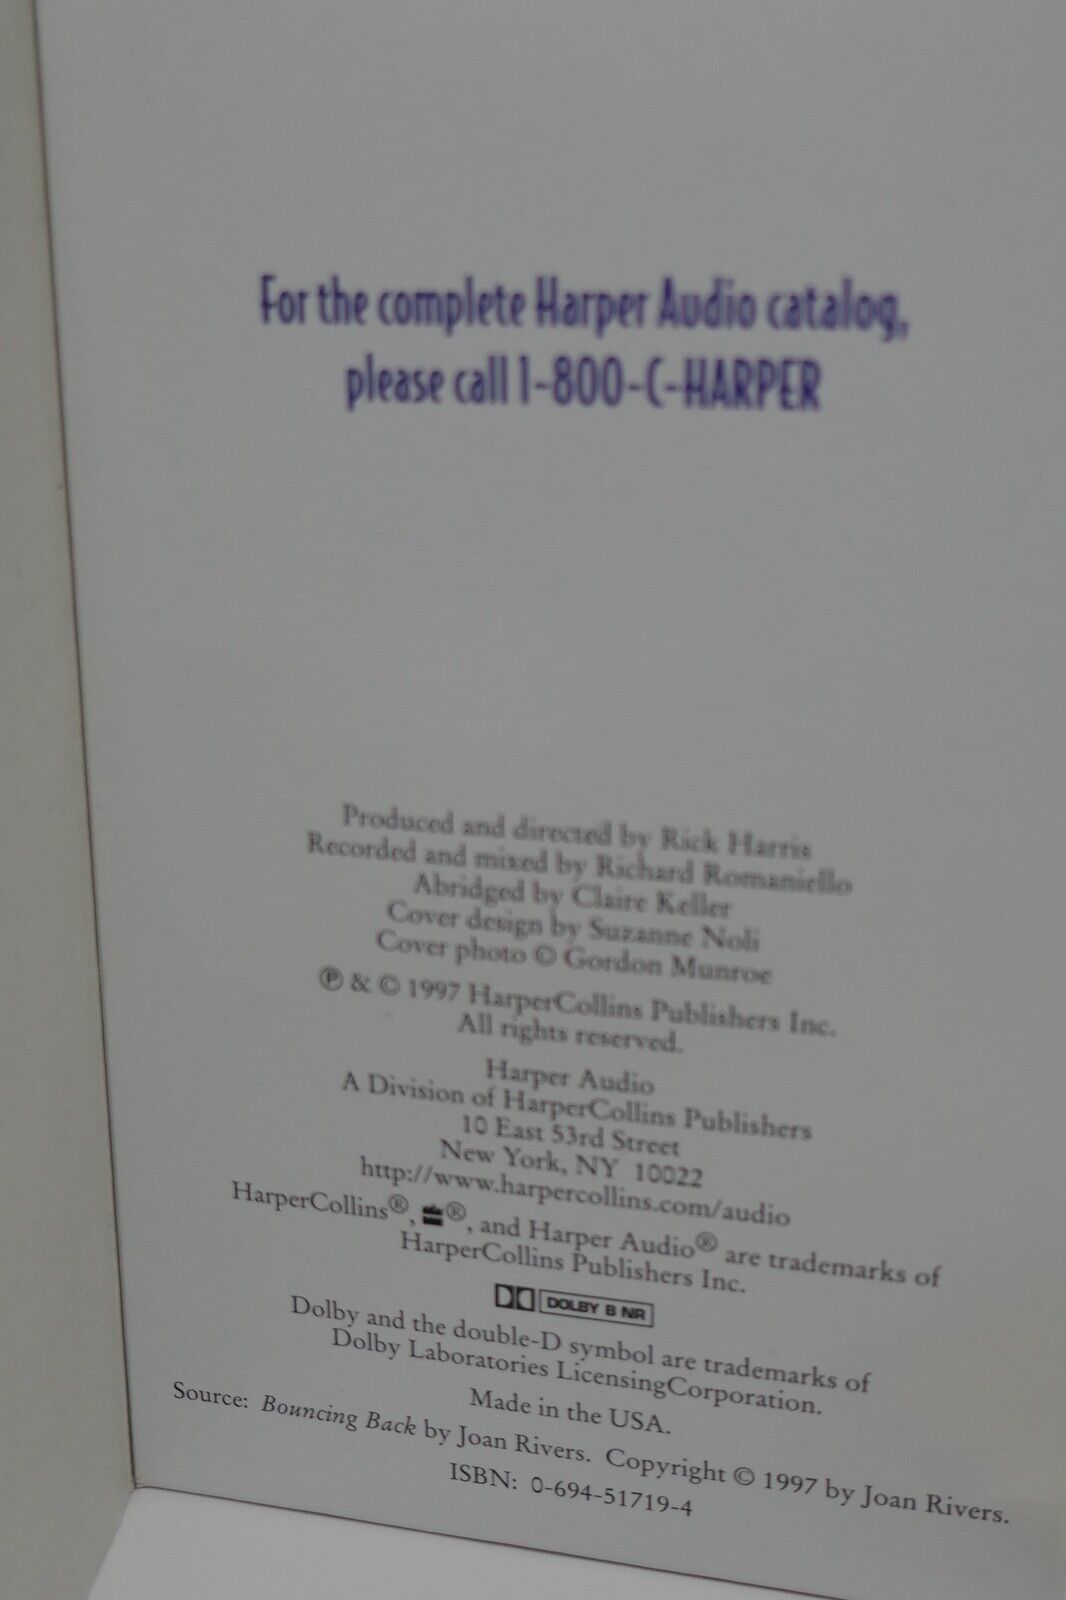 For the complete Harper Audio catalog,
please call 1-800-C-HARPER
Produced and directed by Rick Harris
Recorded and mixed by Richard Romaniello
Abridged by Claire Keller
Cover design by Suzanne Noli
Cover photo © Gordon Munroe
℗ & © 1997 HarperCollins Publishers Inc.
All rights reserved.
Harper Audio
A Division of HarperCollins Publishers
10 East 53rd Street
New York, NY 10022
http://www.harpercollins.com/audio
HarperCollins®, ®, and Harper Audio® are trademarks of
HarperCollins Publishers Inc.
DOLBY B NR
Dolby and the double-D symbol are trademarks of
Dolby Laboratories LicensingCorporation.
Made in the USA.
Source: Bouncing Back by Joan Rivers. Copyright © 1997 by Joan Rivers.
ISBN: 0-694-51719-4